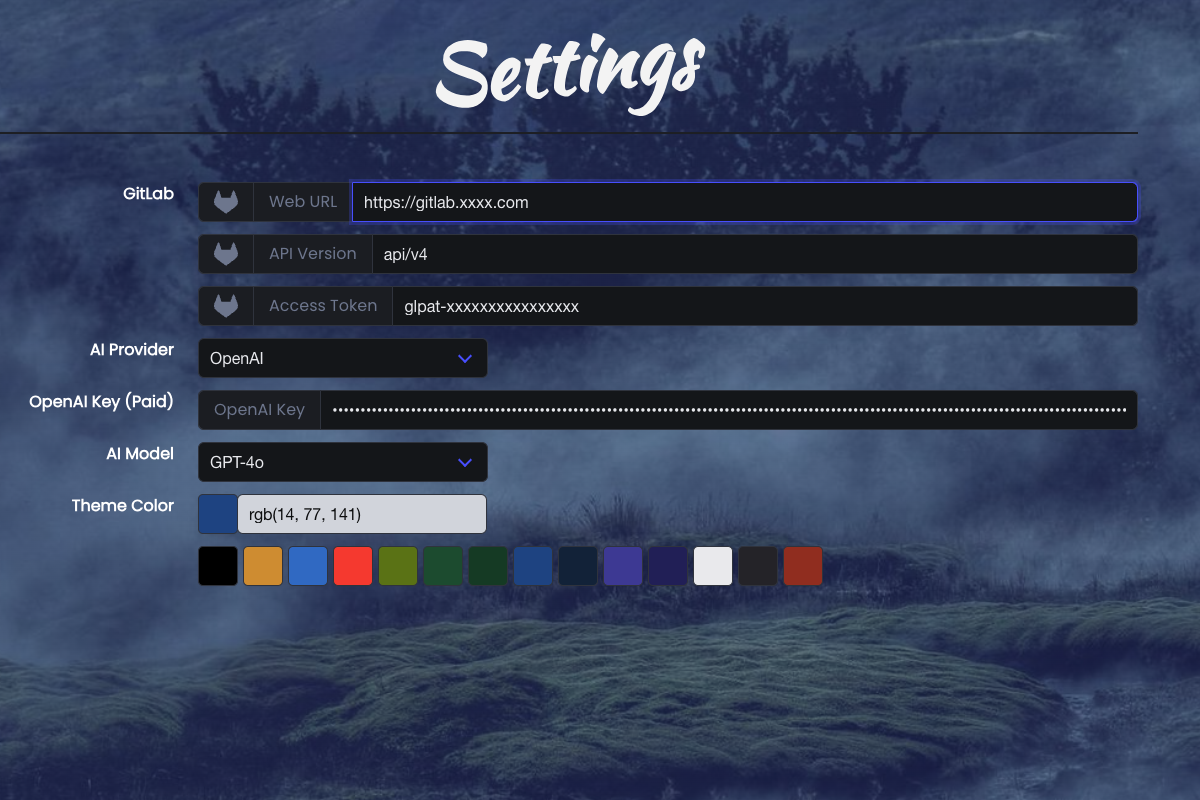 Settings
GitLab
Web URL
https://gitlab.xxxx.com
API Version
api/v4
Access Token
glpat-xxxxxxxxxxxxxxxx
AI Provider
OpenAI
OpenAI Key (Paid)
OpenAI Key
AI Model
GPT-4o
Theme Color
rgb(14, 77, 141)